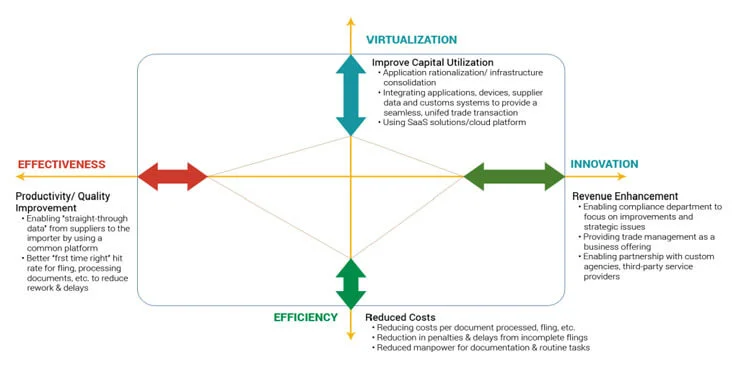 VIRTUALIZATION
Improve Capital Utilization
• Application rationalization/ infrastructure
consolidation
• Integrating applications, devices, supplier
data and customs systems to provide a
seamless, unifed trade transaction
• Using SaaS solutions/cloud platform
EFFECTIVENESS
Productivity/ Quality
Improvement
• Enabling "straight-through
data" from suppliers to the
importer by using a
common platform
• Better "frst time right" hit
rate for fling, processing
documents, etc. to reduce
rework & delays
INNOVATION
Revenue Enhancement
• Enabling compliance department to
focus on improvements and
strategic issues
• Providing trade management as a
business offering
• Enabling partnership with custom
agencies, third-party service
providers
EFFICIENCY
Reduced Costs
• Reducing costs per document processed, fling, etc.
• Reduction in penalties & delays from incomplete flings
• Reduced manpower for documentation & routine tasks